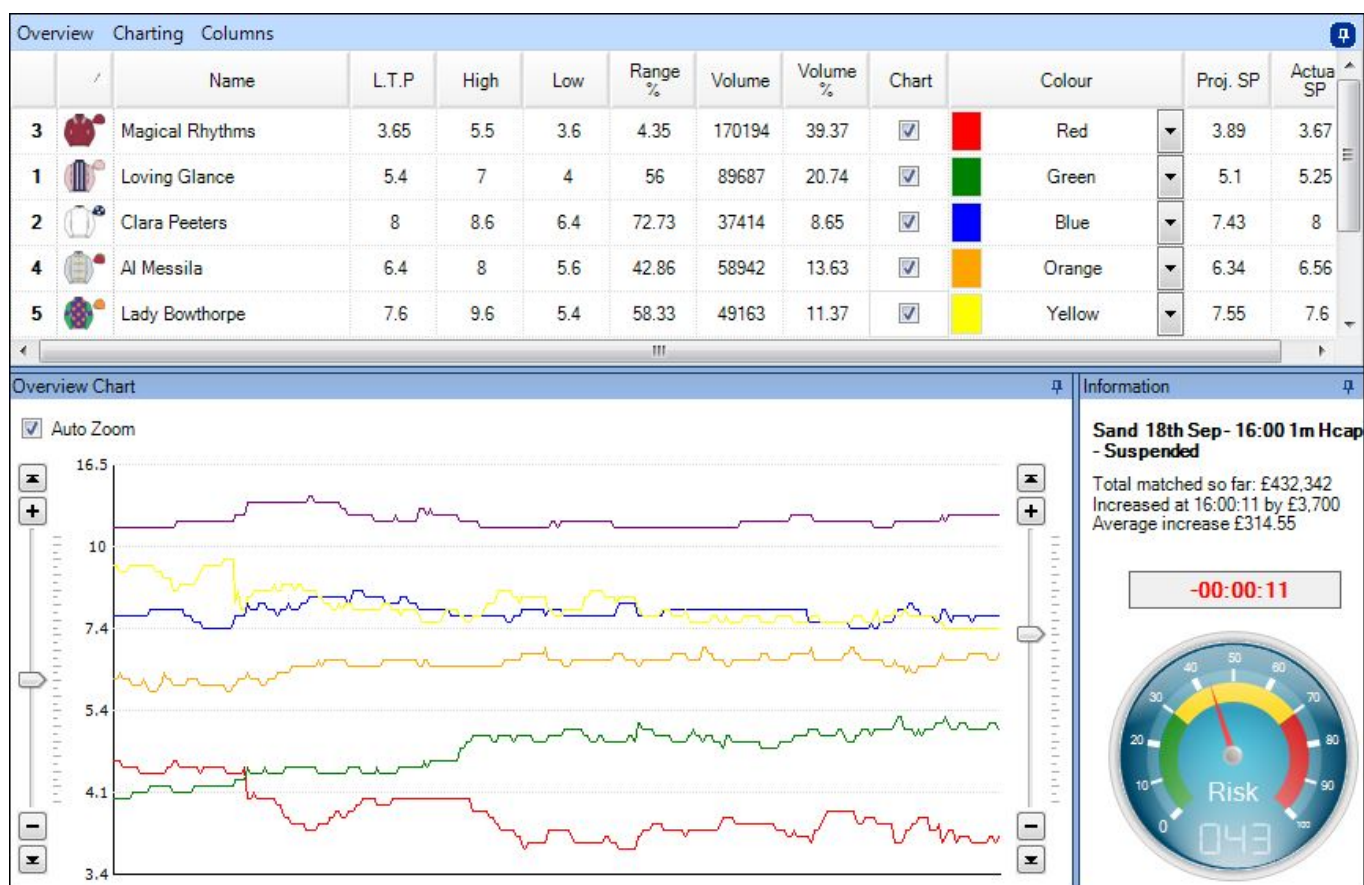 Overview Charting Columns
Name L.T.P High Low Range % Volume Volume % Chart Colour Proj. SP Actua SP
3 Magical Rhythms 3.65 5.5 3.6 4.35 170194 39.37 Red 3.89 3.67
1 Loving Glance 5.4 7 4 56 89687 20.74 Green 5.1 5.25
2 Clara Peeters 8 8.6 6.4 72.73 37414 8.65 Blue 7.43 8
4 Al Messila 6.4 8 5.6 42.86 58942 13.63 Orange 6.34 6.56
5 Lady Bowthorpe 7.6 9.6 5.4 58.33 49163 11.37 Yellow 7.55 7.6
Overview Chart
Auto Zoom
16.5
10
7.4
5.4
4.1
3.4
Information
Sand 18th Sep - 16:00 1m Hcap
- Suspended
Total matched so far: £432,342
Increased at 16:00:11 by £3,700
Average increase £314.55
-00:00:11
0 10 20 30 40 50 60 70 80 90 100
Risk
043